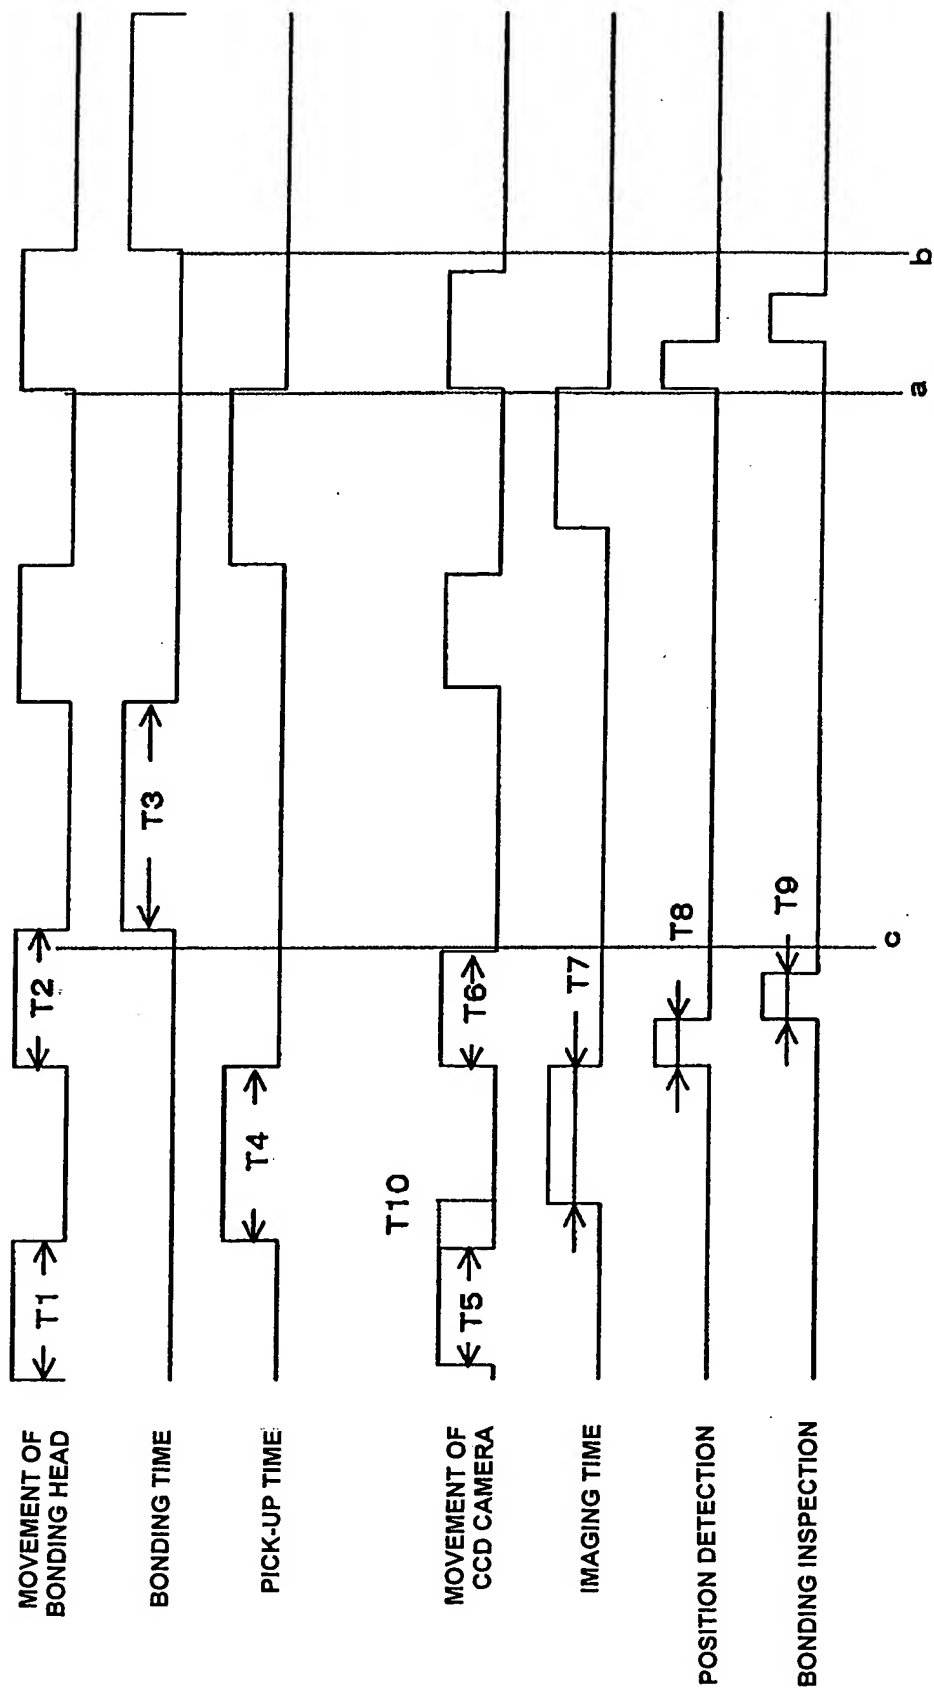 MOVEMENT OF
BONDING HEAD
T1
T2
BONDING TIME
T3
PICK-UP TIME
T4
MOVEMENT OF
CCD CAMERA
T5
T10
T6
IMAGING TIME
T7
POSITION DETECTION
T8
BONDING INSPECTION
T9
c
a
b